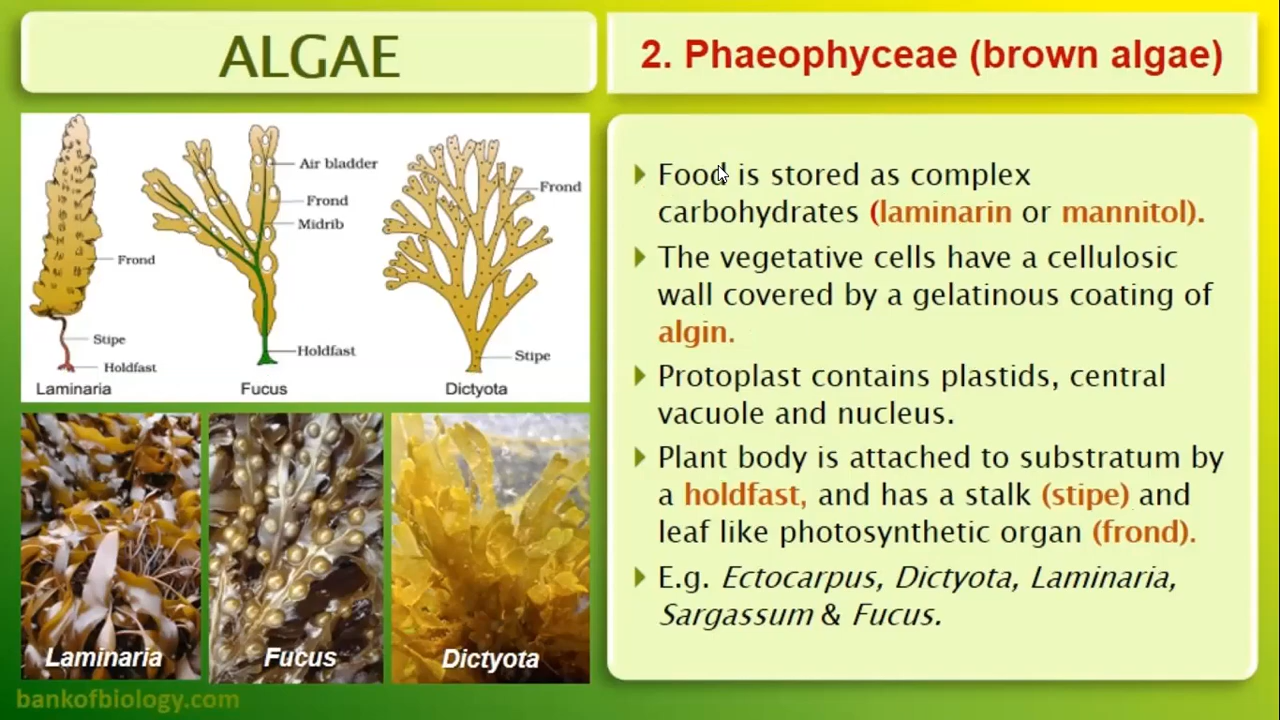 ALGAE
2. Phaeophyceae (brown algae)
Air bladder
Frond
Midrib
Frond
Frond
Stipe
Holdfast
Holdfast
Stipe
Laminaria
Fucus
Dictyota
Laminaria
Fucus
Dictyota
bankofbiology.com
Food is stored as complex
carbohydrates (laminarin or mannitol).
The vegetative cells have a cellulosic
wall covered by a gelatinous coating of
algin.
Protoplast contains plastids, central
vacuole and nucleus.
Plant body is attached to substratum by
a holdfast, and has a stalk (stipe) and
leaf like photosynthetic organ (frond).
E.g. Ectocarpus, Dictyota, Laminaria,
Sargassum & Fucus.